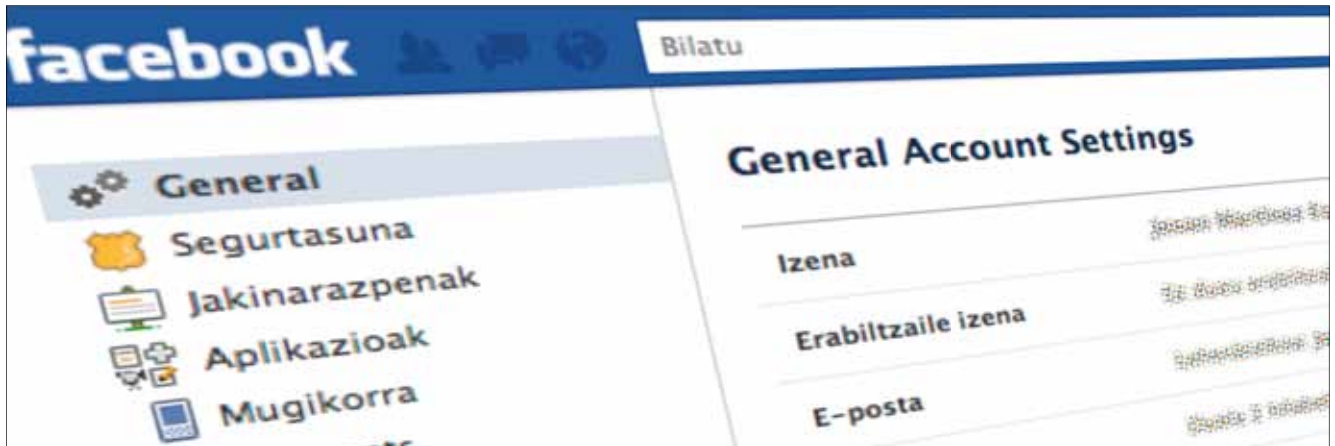 facebook
Bilatu
General
Segurtasuna
Jakinarazpenak
Aplikazioak
Mugikorra
General Account Settings
Izena
Erabiltzaile izena
E-posta